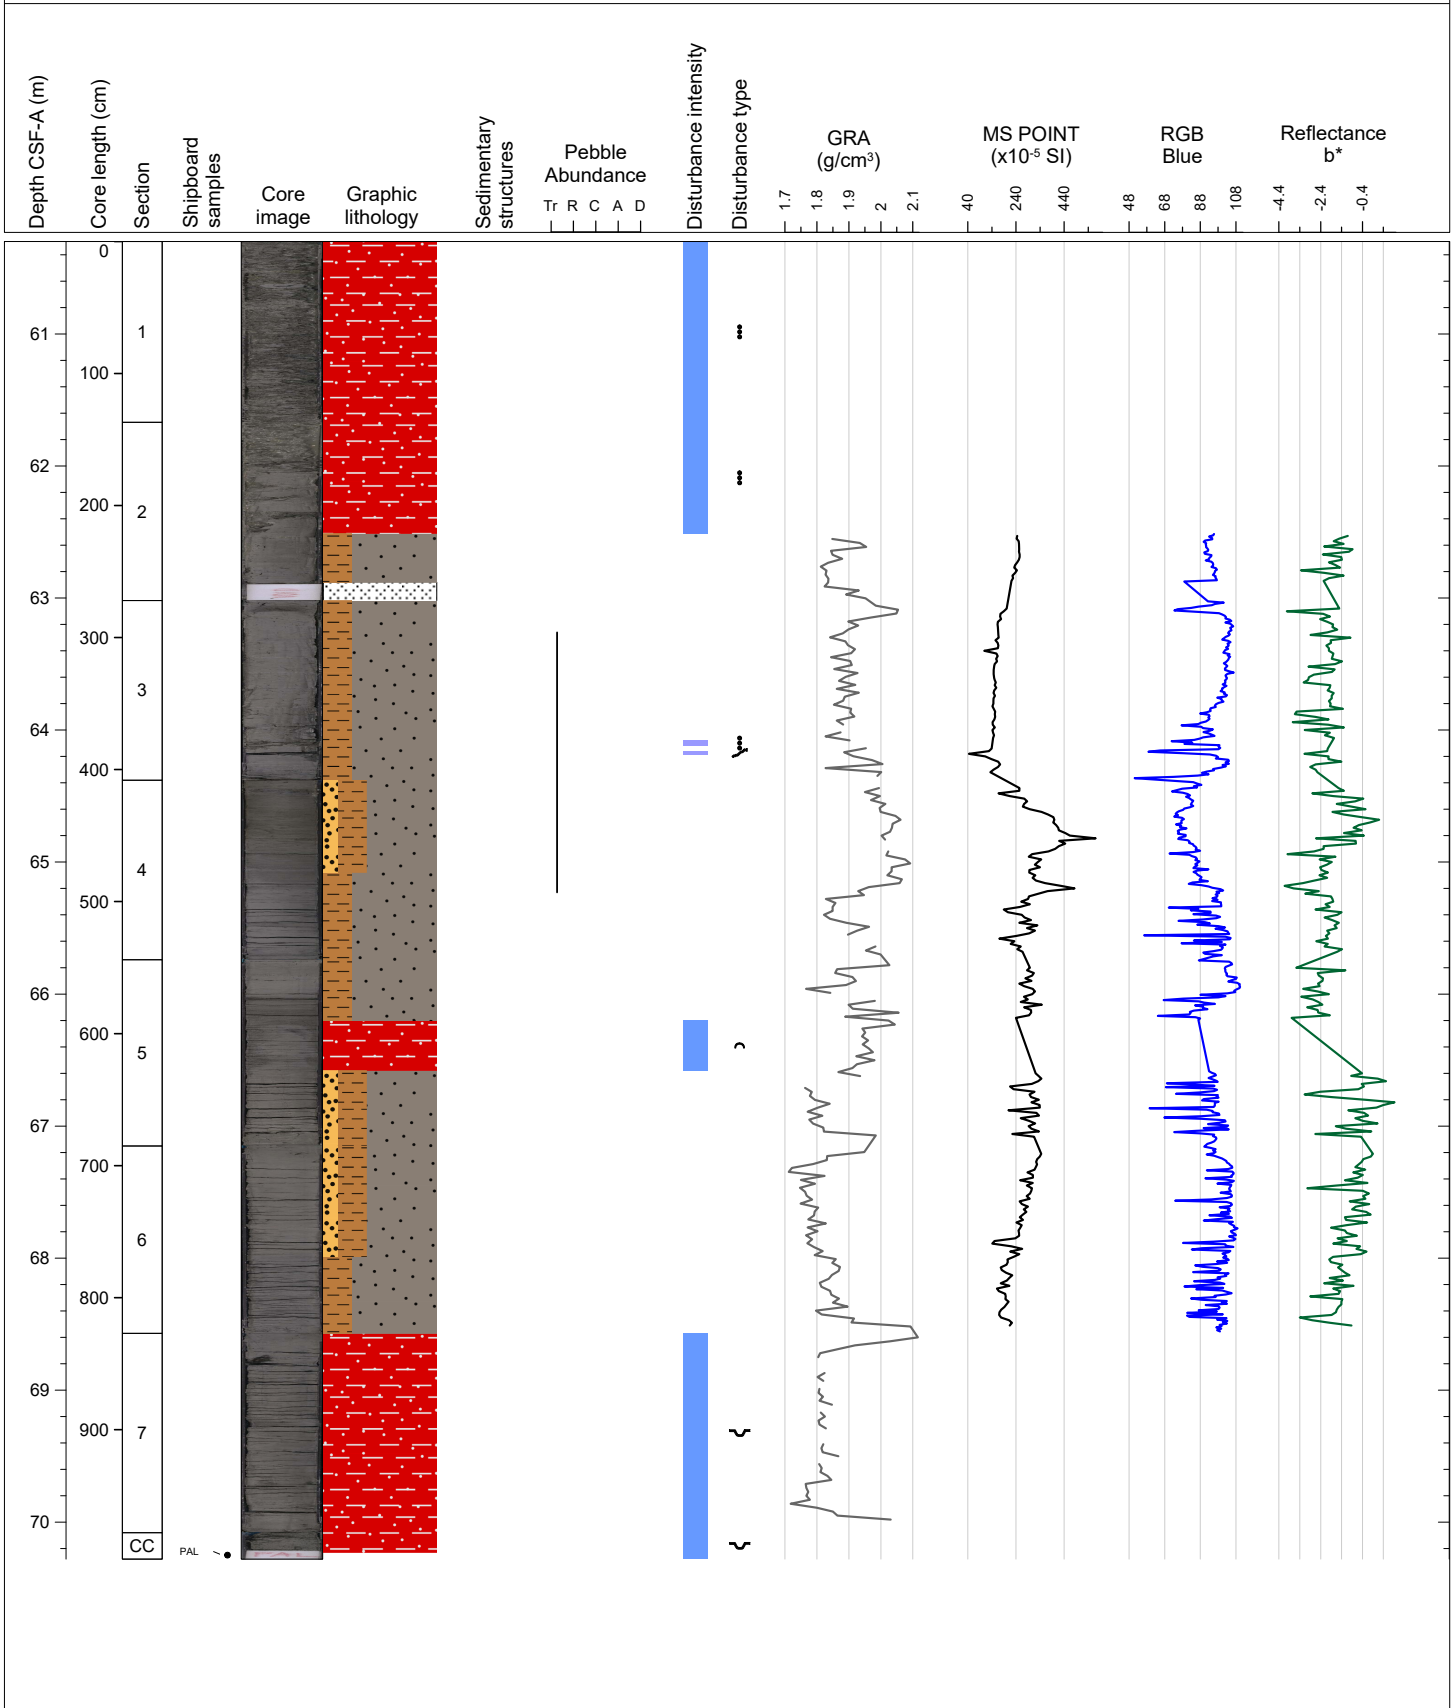 Depth CSF-A (m)
Core length (cm)
Section
Shipboard
samples
Core
image
Graphic
lithology
Sedimentary
structures
Pebble
Abundance
Tr R C A D
Disturbance intensity
Disturbance type
GRA
(g/cm³)
1.7 1.8 1.9 2 2.1
MS POINT
(x10⁻⁵ SI)
40 240 440
RGB
Blue
48 68 88 108
Reflectance
b*
-4.4 -2.4 -0.4
0
61
1
100
62
200
2
63
300
3
64
400
65
4
500
66
600
5
67
700
6
68
800
69
900
7
70
CC
PAL